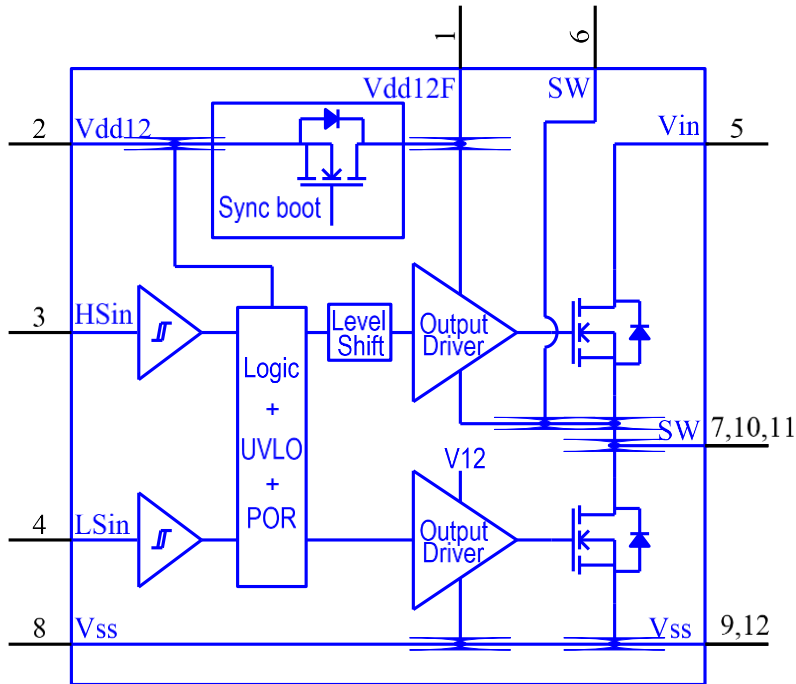 1
6
Vdd12F
SW
2
Vdd12
Vin
5
Sync boot
3
HSin
Level
Shift
Output
Driver
Logic
+
UVLO
+
POR
SW
7,10,11
V12
4
LSin
Output
Driver
8
Vss
Vss
9,12